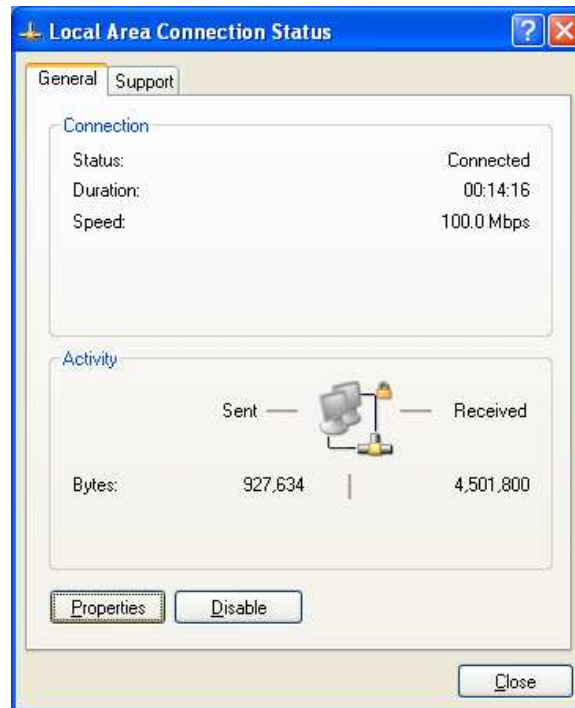 Local Area Connection Status
General Support
Connection
Status: Connected
Duration: 00:14:16
Speed: 100.0 Mbps
Activity
Sent Received
Bytes: 927,634 4,501,800
Properties Disable
Close